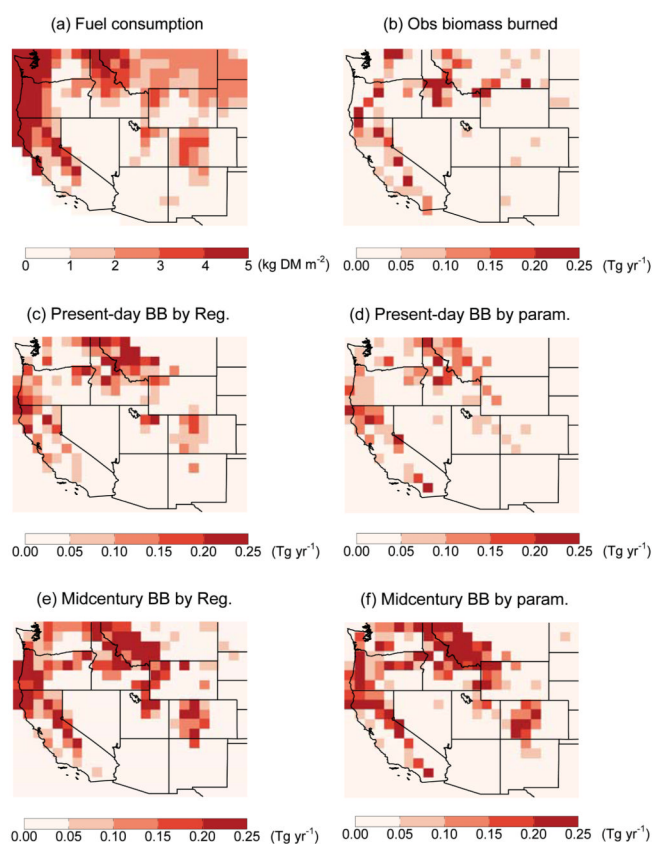 (a) Fuel consumption
(b) Obs biomass burned
0 1 2 3 4 5 (kg DM m⁻²)
0.00 0.05 0.10 0.15 0.20 0.25 (Tg yr⁻¹)
(c) Present-day BB by Reg.
(d) Present-day BB by param.
0.00 0.05 0.10 0.15 0.20 0.25 (Tg yr⁻¹)
0.00 0.05 0.10 0.15 0.20 0.25 (Tg yr⁻¹)
(e) Midcentury BB by Reg.
(f) Midcentury BB by param.
0.00 0.05 0.10 0.15 0.20 0.25 (Tg yr⁻¹)
0.00 0.05 0.10 0.15 0.20 0.25 (Tg yr⁻¹)